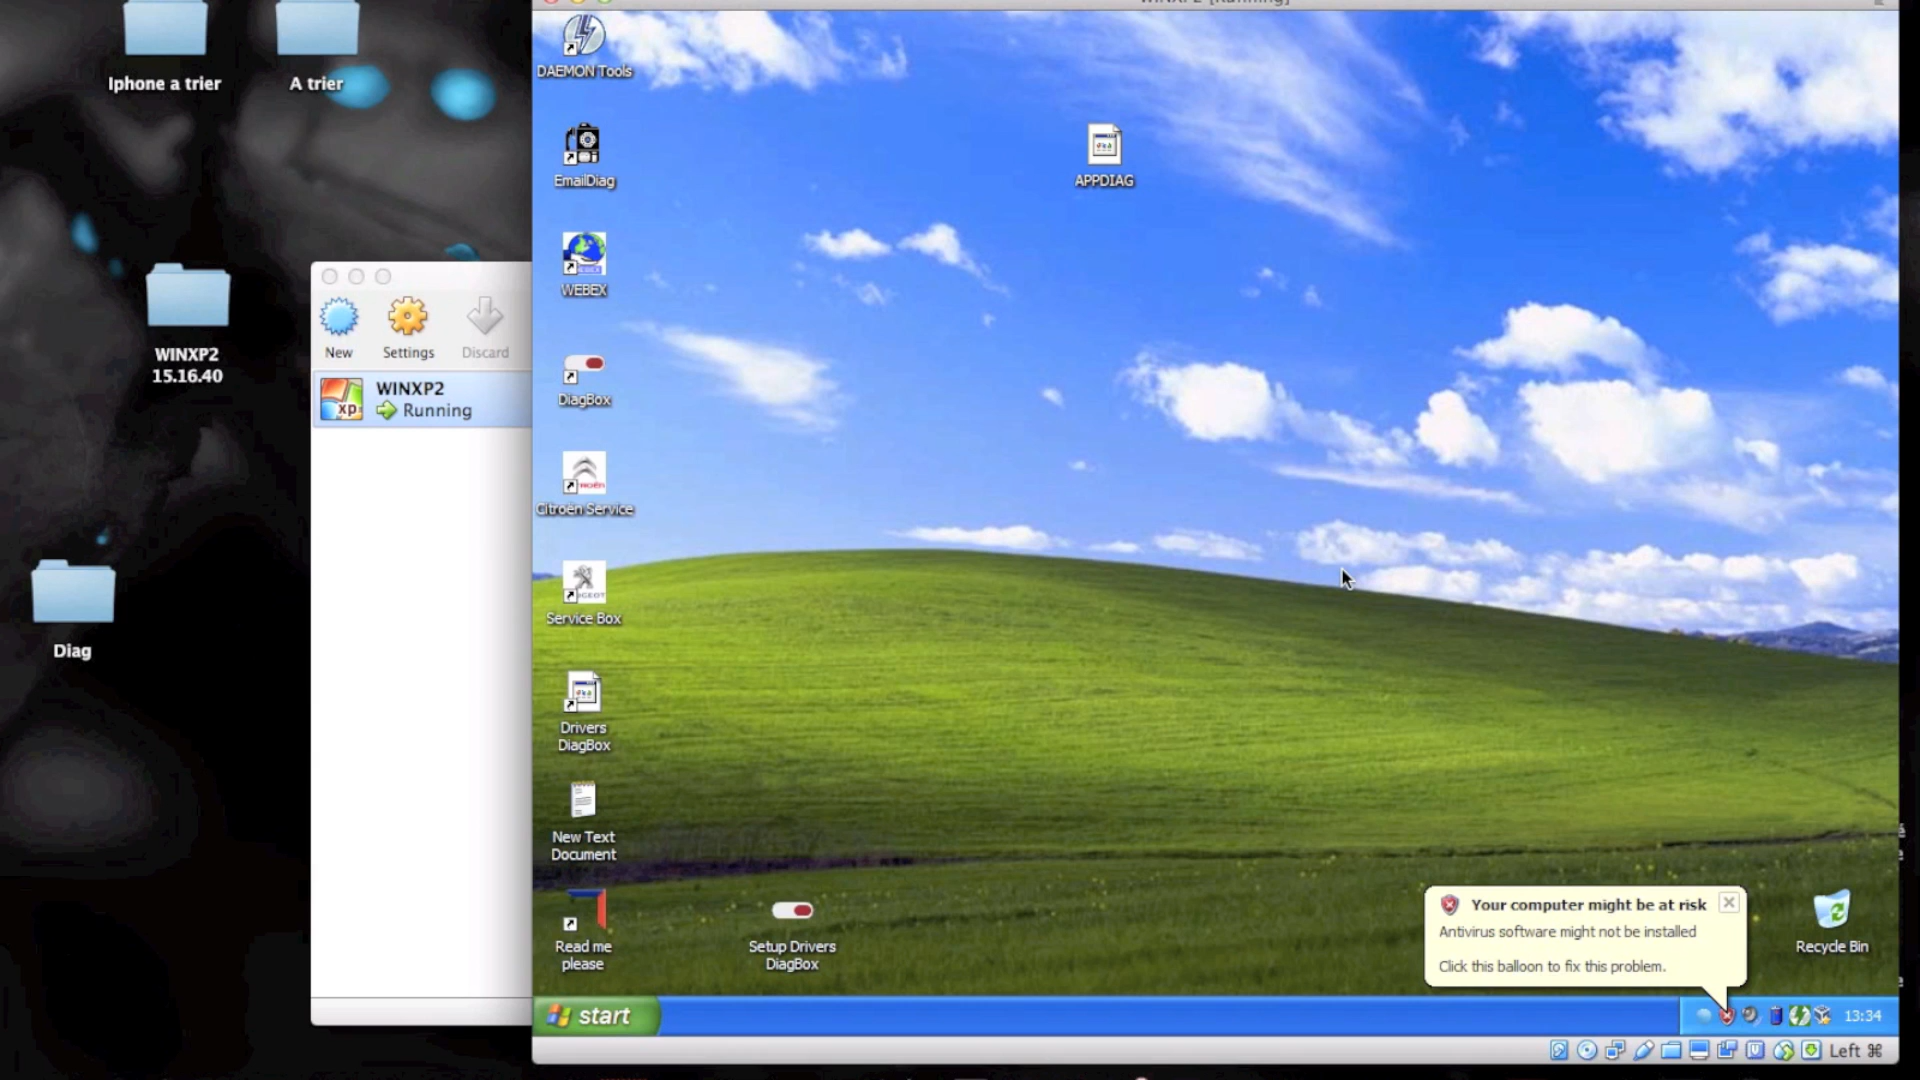 WINXP2 [Running]
Iphone a trier
A trier
DAEMON Tools
EmailDiag
APPDIAG
WEBEX
WINXP2
15.16.40
New
Settings
Discard
WINXP2
Running
xp
DiagBox
Citroën Service
Service Box
Diag
Drivers
DiagBox
New Text
Document
Read me
please
Setup Drivers
DiagBox
Your computer might be at risk
Antivirus software might not be installed
Click this balloon to fix this problem.
Recycle Bin
start
13:34
Left ⌘